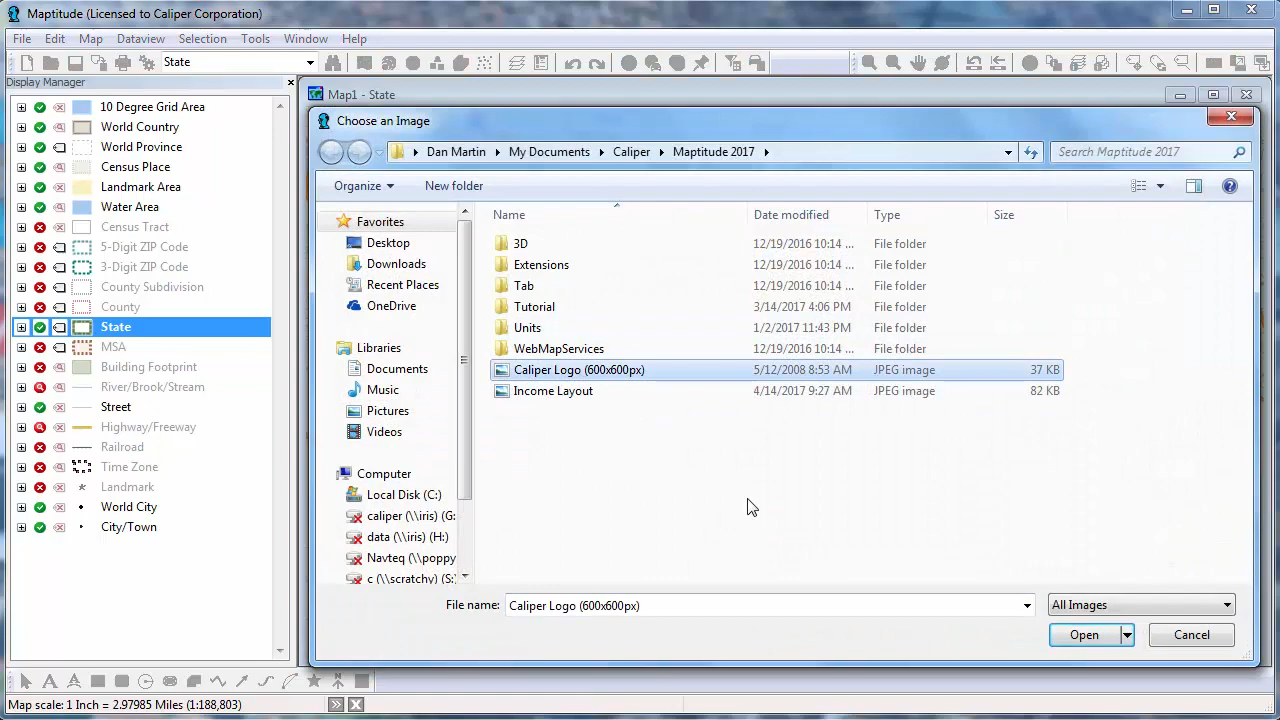 Maptitude (Licensed to Caliper Corporation)
File Edit Map Dataview Selection Tools Window Help
State
Display Manager
10 Degree Grid Area
World Country
World Province
Census Place
Landmark Area
Water Area
Census Tract
5-Digit ZIP Code
3-Digit ZIP Code
County Subdivision
County
State
MSA
Building Footprint
River/Brook/Stream
Street
Highway/Freeway
Railroad
Time Zone
Landmark
World City
City/Town
Map1 - State
Choose an Image
Dan Martin My Documents Caliper Maptitude 2017
Search Maptitude 2017
Organize New folder
Favorites
Desktop
Downloads
Recent Places
OneDrive
Libraries
Documents
Music
Pictures
Videos
Computer
Local Disk (C:)
caliper (\\iris) (G:
data (\\iris) (H:)
Navteq (\\poppy
c (\\scratchy) (S:)
Name Date modified Type Size
3D 12/19/2016 10:14 ... File folder
Extensions 12/19/2016 10:14 ... File folder
Tab 12/19/2016 10:14 ... File folder
Tutorial 3/14/2017 4:06 PM File folder
Units 1/2/2017 11:43 PM File folder
WebMapServices 12/19/2016 10:14 ... File folder
Caliper Logo (600x600px) 5/12/2008 8:53 AM JPEG image 37 KB
Income Layout 4/14/2017 9:27 AM JPEG image 82 KB
File name: Caliper Logo (600x600px) All Images
Open Cancel
Map scale: 1 Inch = 2.97985 Miles (1:188,803)